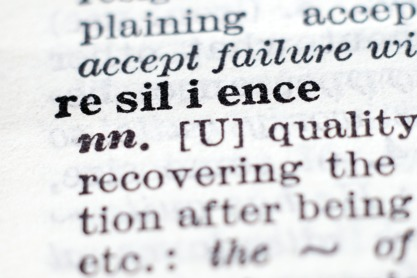 plaining accep
accept failure wi
re sil i ence
nn. [U] quality
recovering the
tion after being
etc.: the ~ of